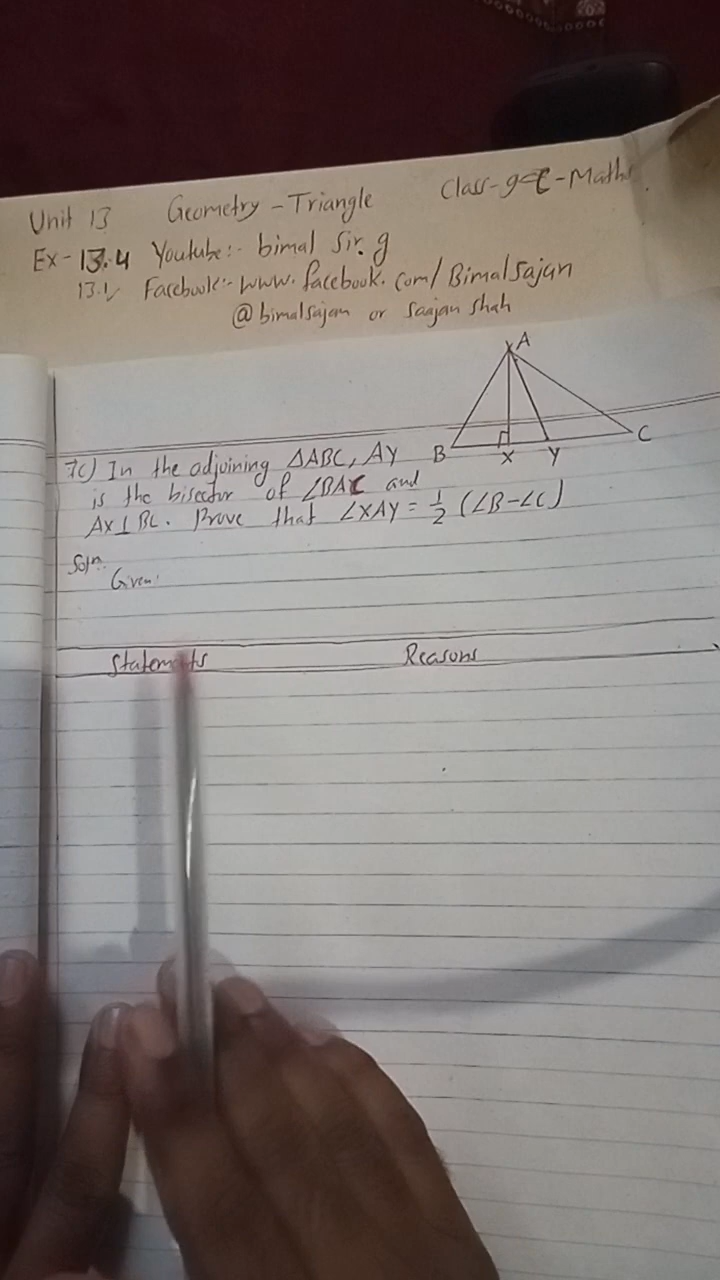 Unit 13 Geometry - Triangle Class-9 - Maths.
Ex- 13.4 Youtube:- bimal Sir. g
13.1 Facebook:- www.facebook.com/Bimalsajan
@bimalsajan or Saajan shah
A
B X Y C
7c) In the adjoining ΔABC, AY
is the bisector of ∠BAC and
AX⊥BC. Prove that ∠XAY = 1/2 (∠B-∠C)
Soln.
Given:
Statements Reasons